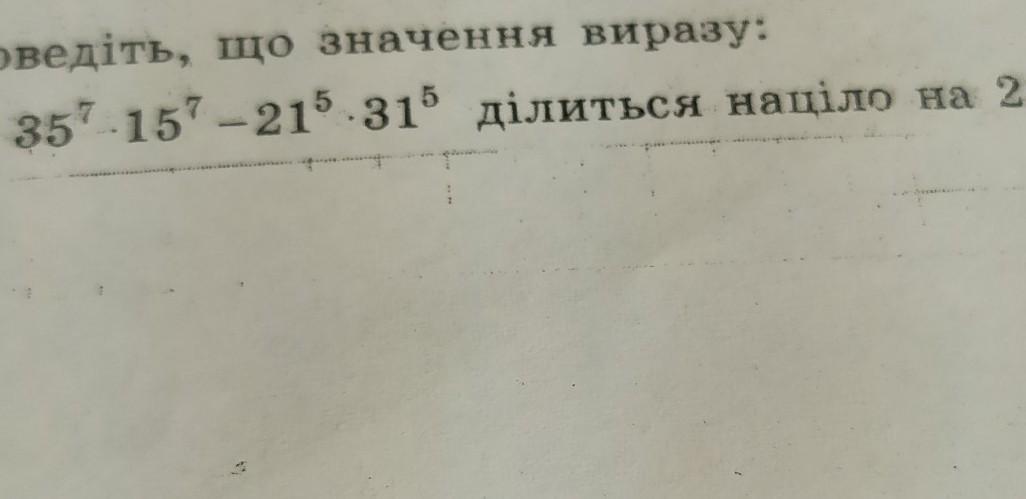 оведіть, що значення виразу:
35⁷ · 15⁷ – 21⁵ · 31⁵ ділиться націло на 2